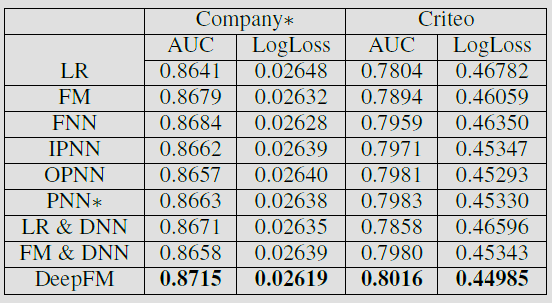 Company∗ Criteo
AUC LogLoss AUC LogLoss
LR 0.8641 0.02648 0.7804 0.46782
FM 0.8679 0.02632 0.7894 0.46059
FNN 0.8684 0.02628 0.7959 0.46350
IPNN 0.8662 0.02639 0.7971 0.45347
OPNN 0.8657 0.02640 0.7981 0.45293
PNN∗ 0.8663 0.02638 0.7983 0.45330
LR & DNN 0.8671 0.02635 0.7858 0.46596
FM & DNN 0.8658 0.02639 0.7980 0.45343
DeepFM 0.8715 0.02619 0.8016 0.44985